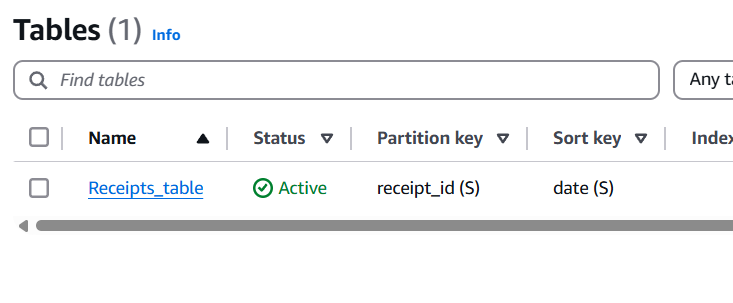 Tables (1) Info
Find tables
Any ta
Name Status Partition key Sort key Index
Receipts_table Active receipt_id (S) date (S)